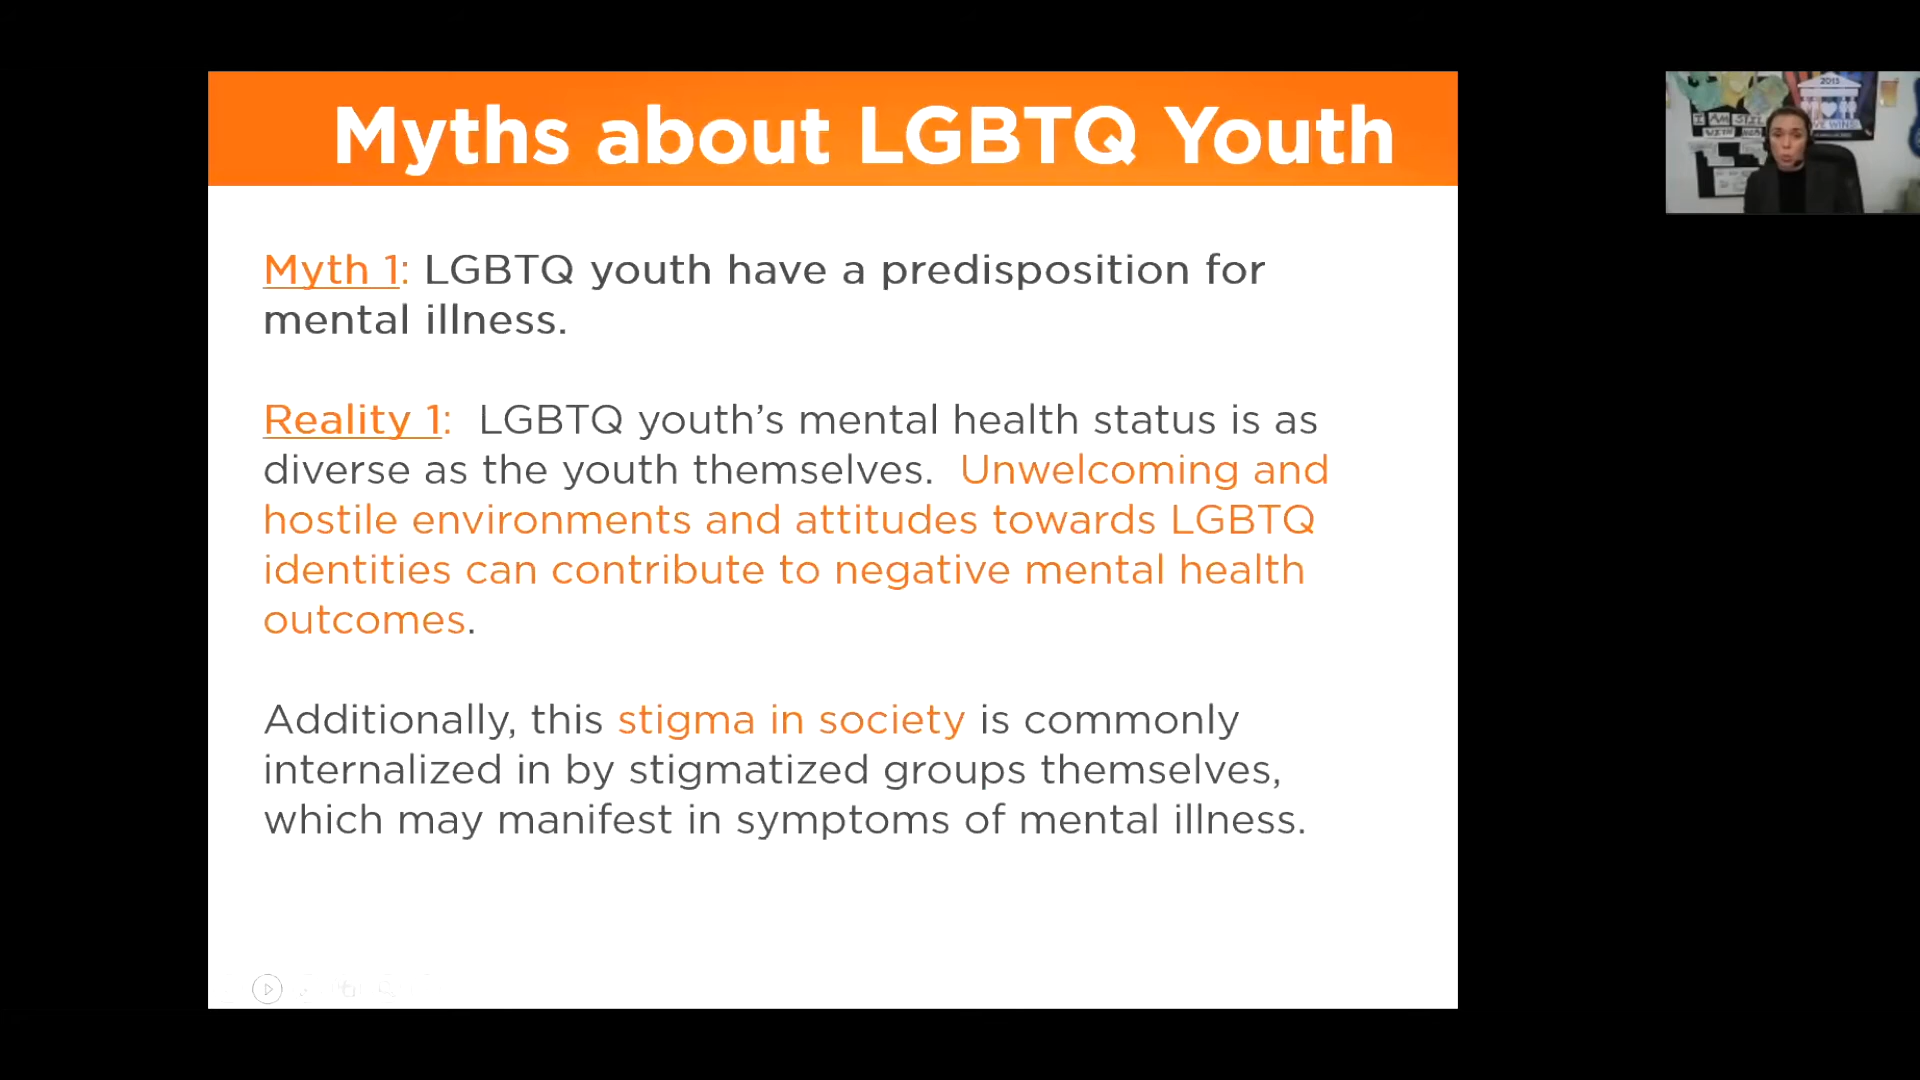 Myths about LGBTQ Youth
Myth 1: LGBTQ youth have a predisposition for
mental illness.
Reality 1: LGBTQ youth’s mental health status is as
diverse as the youth themselves. Unwelcoming and
hostile environments and attitudes towards LGBTQ
identities can contribute to negative mental health
outcomes.
Additionally, this stigma in society is commonly
internalized in by stigmatized groups themselves,
which may manifest in symptoms of mental illness.
2015
I AM
WINS!